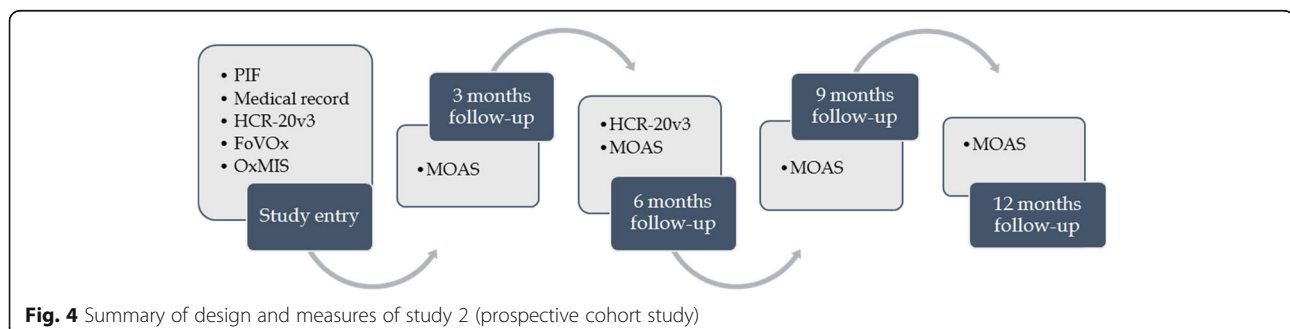 • PIF
• Medical record
• HCR-20v3
• FoVOx
• OxMIS
Study entry
3 months
follow-up
• MOAS
• HCR-20v3
• MOAS
6 months
follow-up
9 months
follow-up
• MOAS
• MOAS
12 months
follow-up
Fig. 4 Summary of design and measures of study 2 (prospective cohort study)